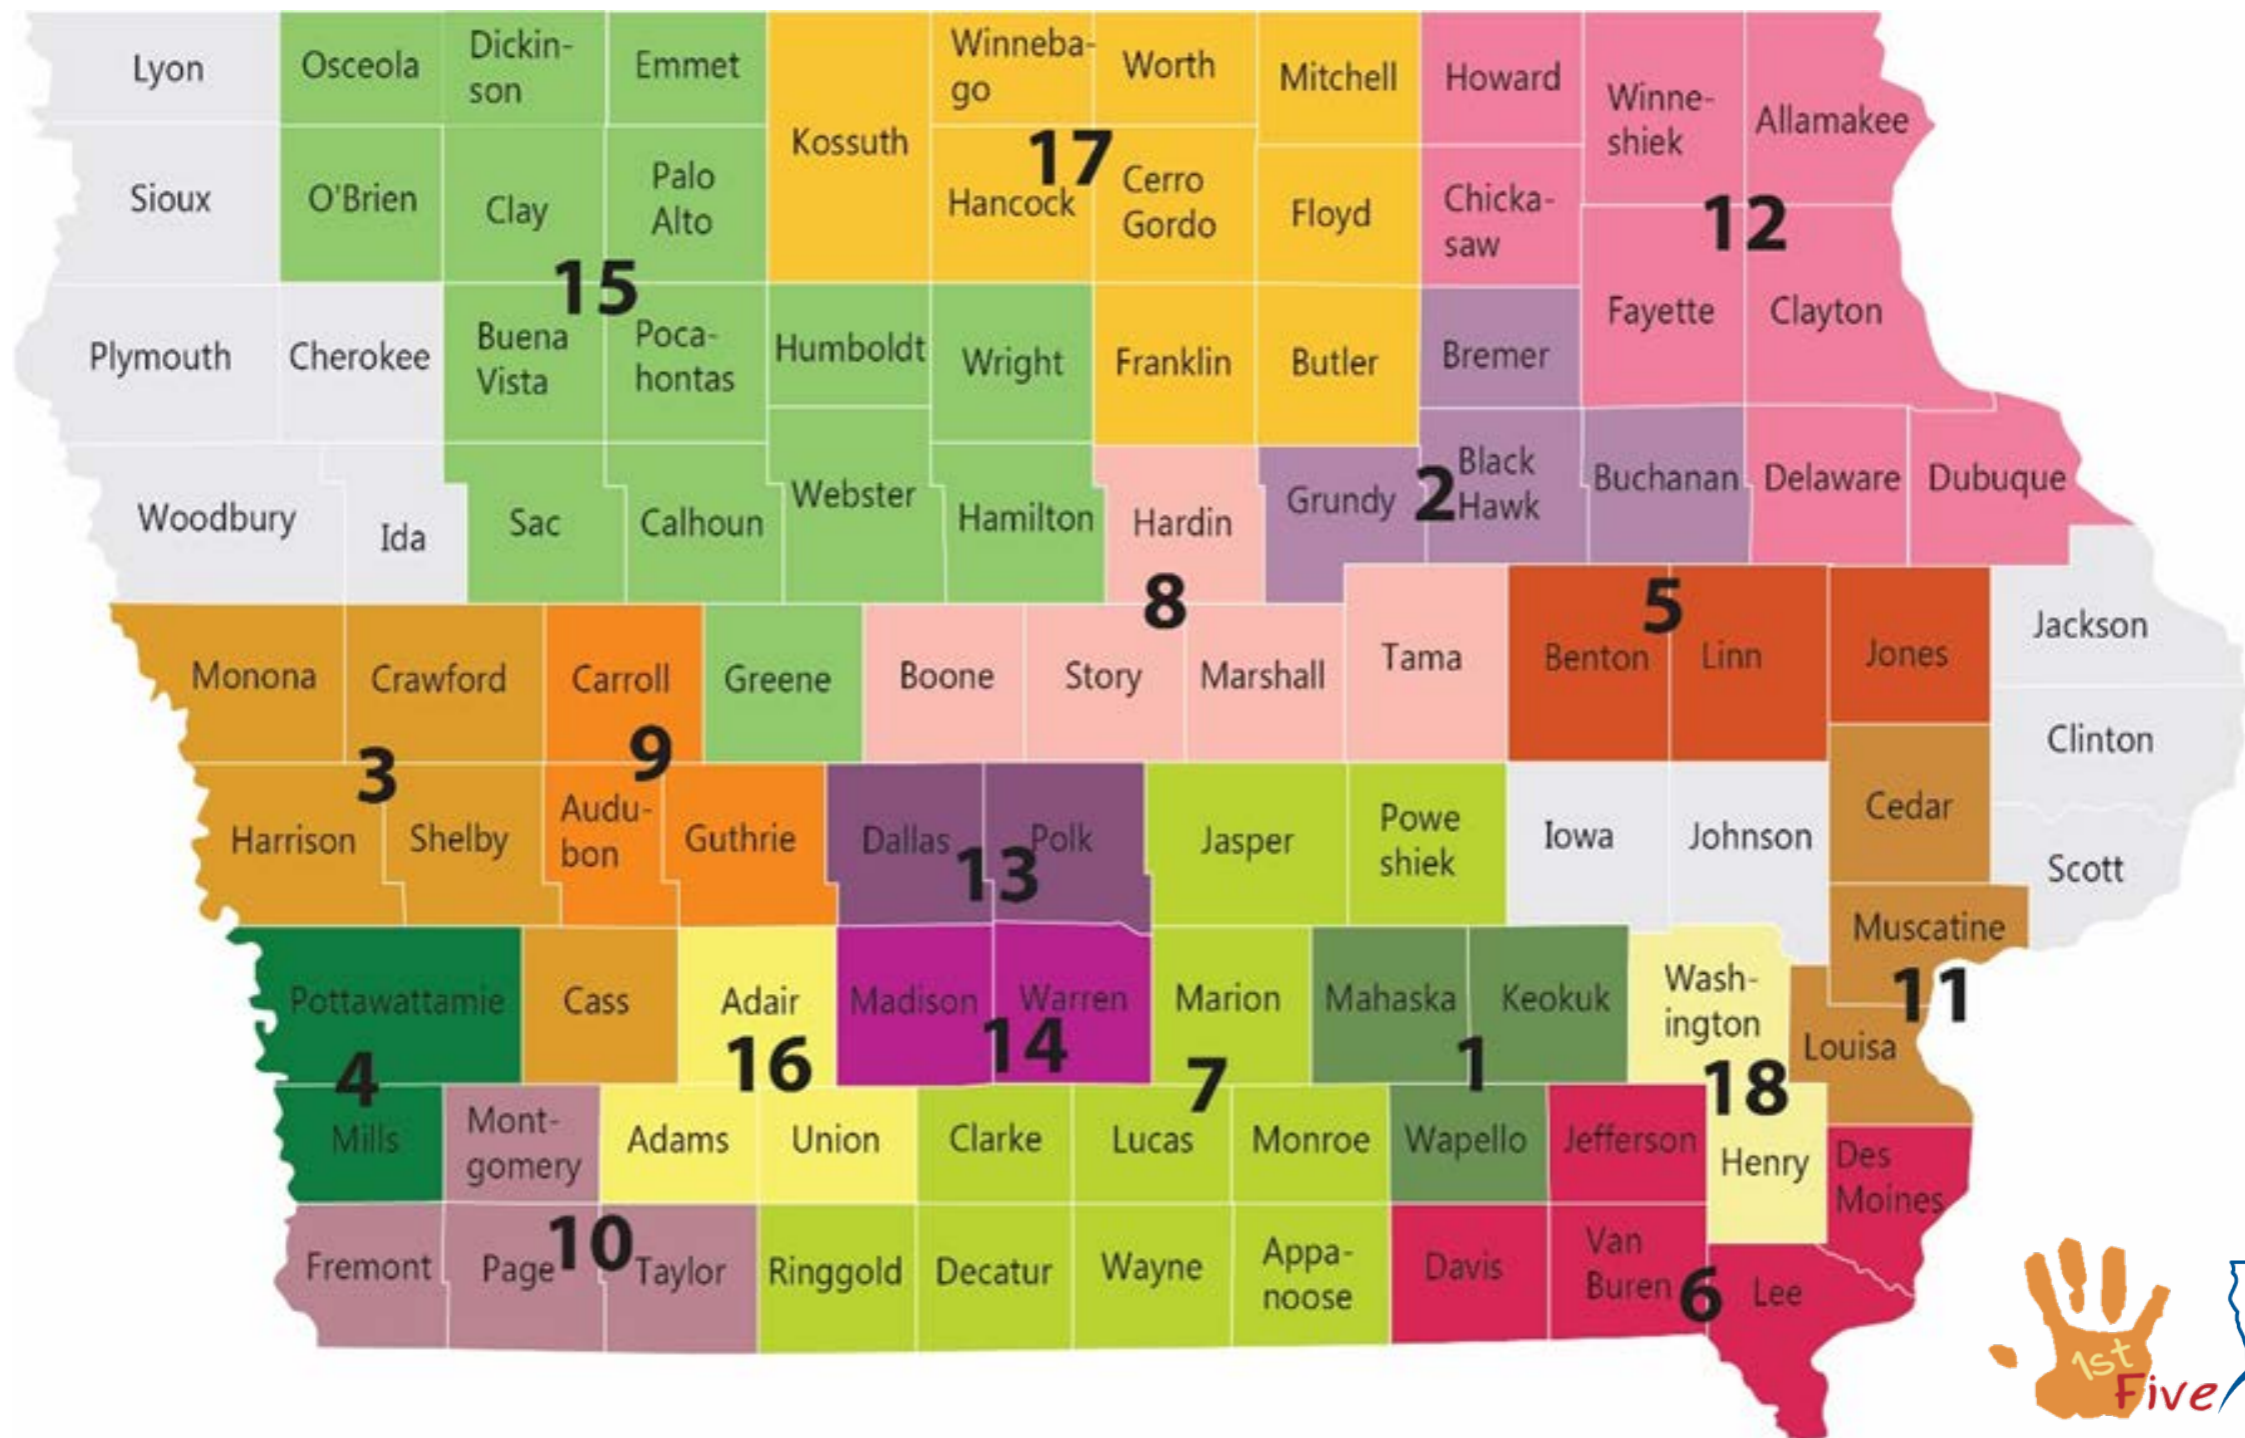 Lyon
Osceola
Dickin-
son
Emmet
Kossuth
Winneba-
go
Worth
Mitchell
Howard
Winne-
shiek
Allamakee
Sioux
O'Brien
Clay
Palo
Alto
17
Hancock
Cerro
Gordo
Floyd
Chicka-
saw
12
15
Plymouth
Cherokee
Buena
Vista
Poca-
hontas
Humboldt
Wright
Franklin
Butler
Bremer
Fayette
Clayton
Woodbury
Ida
Sac
Calhoun
Webster
Hamilton
Hardin
Grundy
2
Black
Hawk
Buchanan
Delaware
Dubuque
8
5
Monona
Crawford
Carroll
Greene
Boone
Story
Marshall
Tama
Benton
Linn
Jones
Jackson
Clinton
3
9
Harrison
Shelby
Audu-
bon
Guthrie
Dallas
13
Polk
Jasper
Powe
shiek
Iowa
Johnson
Cedar
Scott
Muscatine
11
Pottawattamie
Cass
Adair
Madison
Warren
Marion
Mahaska
Keokuk
Wash-
ington
Louisa
4
16
14
7
1
18
Mills
Mont-
gomery
Adams
Union
Clarke
Lucas
Monroe
Wapello
Jefferson
Henry
Des
Moines
10
Fremont
Page
Taylor
Ringgold
Decatur
Wayne
Appa-
noose
Davis
Van
Buren
6
Lee
1st
Five